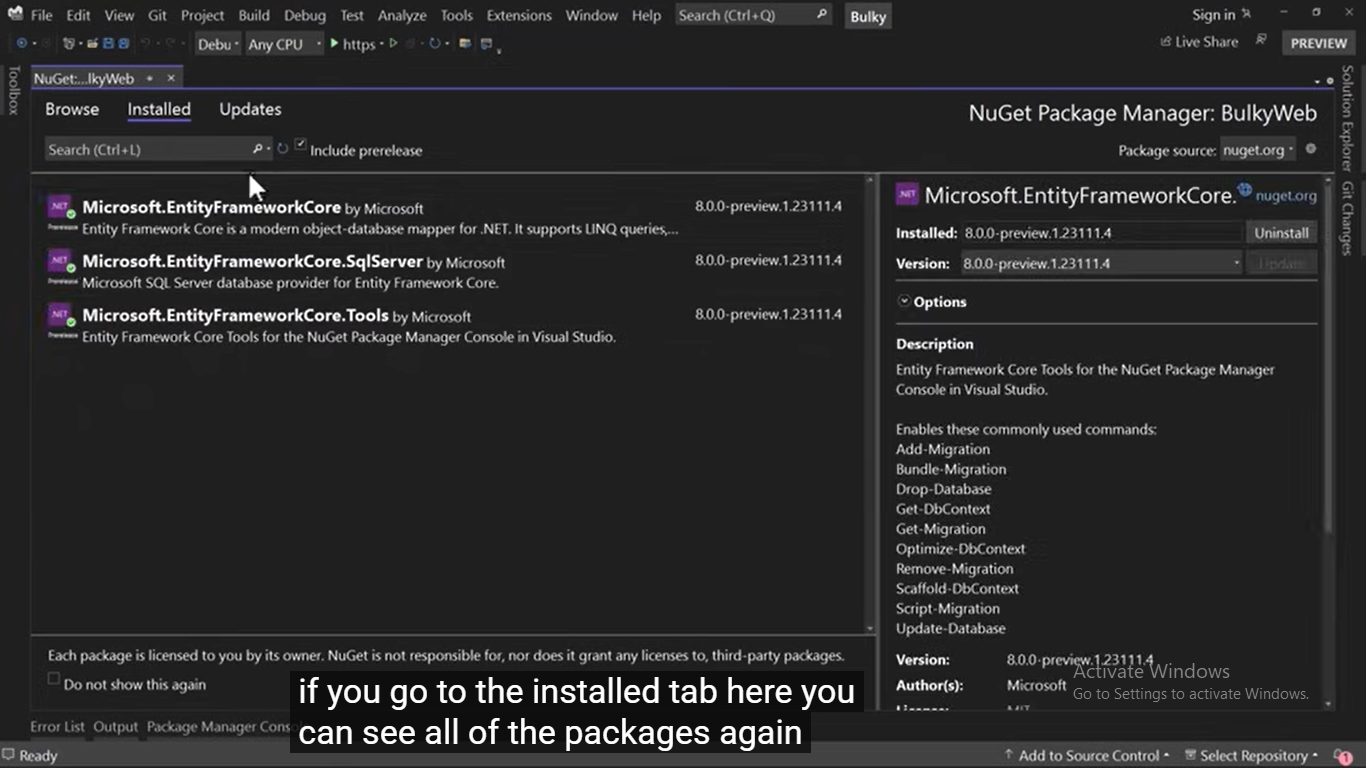 File Edit View Git Project Build Debug Test Analyze Tools Extensions Window Help Search (Ctrl+Q) Bulky Sign in
Debu Any CPU https Live Share PREVIEW
Toolbox
NuGet:...lkyWeb
Solution Explorer
Git Changes
Browse Installed Updates
NuGet Package Manager: BulkyWeb
Search (Ctrl+L) Include prerelease
Package source: nuget.org
Microsoft.EntityFrameworkCore by Microsoft 8.0.0-preview.1.23111.4
Prerelease Entity Framework Core is a modern object-database mapper for .NET. It supports LINQ queries,...
Microsoft.EntityFrameworkCore.SqlServer by Microsoft 8.0.0-preview.1.23111.4
Prerelease Microsoft SQL Server database provider for Entity Framework Core.
Microsoft.EntityFrameworkCore.Tools by Microsoft 8.0.0-preview.1.23111.4
Prerelease Entity Framework Core Tools for the NuGet Package Manager Console in Visual Studio.
.NET Microsoft.EntityFrameworkCore. nuget.org
Installed: 8.0.0-preview.1.23111.4 Uninstall
Version: 8.0.0-preview.1.23111.4 Update
Options
Description
Entity Framework Core Tools for the NuGet Package Manager
Console in Visual Studio.
Enables these commonly used commands:
Add-Migration
Bundle-Migration
Drop-Database
Get-DbContext
Get-Migration
Optimize-DbContext
Remove-Migration
Scaffold-DbContext
Script-Migration
Update-Database
Version: 8.0.0-preview.1.23111.4
Author(s): Microsoft
Each package is licensed to you by its owner. NuGet is not responsible for, nor does it grant any licenses to, third-party packages.
Do not show this again
Activate Windows
Go to Settings to activate Windows.
if you go to the installed tab here you
can see all of the packages again
Error List Output Package Manager Cons
Ready Add to Source Control Select Repository 1